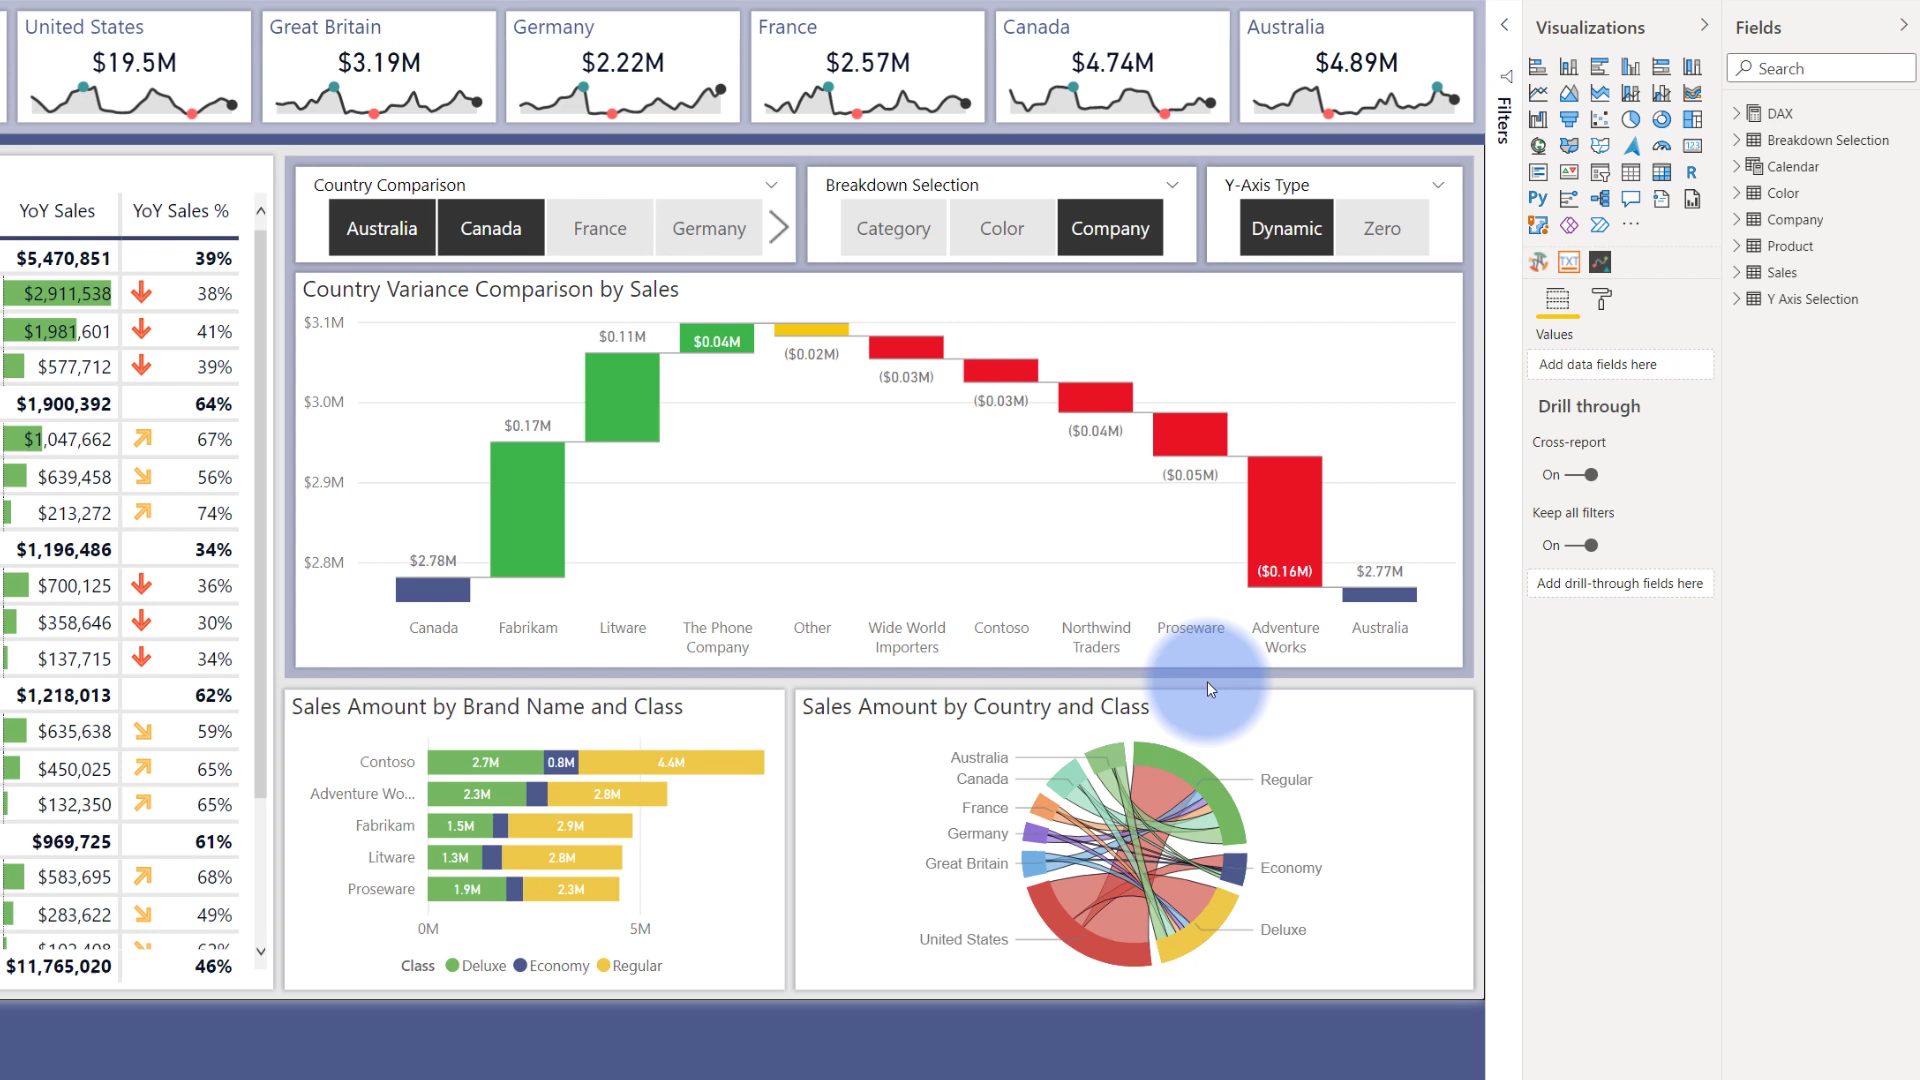 United States
$19.5M
Great Britain
$3.19M
Germany
$2.22M
France
$2.57M
Canada
$4.74M
Australia
$4.89M
YoY Sales YoY Sales %
$5,470,851 39%
$2,911,538 38%
$1,981,601 41%
$577,712 39%
$1,900,392 64%
$1,047,662 67%
$639,458 56%
$213,272 74%
$1,196,486 34%
$700,125 36%
$358,646 30%
$137,715 34%
$1,218,013 62%
$635,638 59%
$450,025 65%
$132,350 65%
$969,725 61%
$583,695 68%
$283,622 49%
$11,765,020 46%
Country Comparison
Australia Canada France Germany
Breakdown Selection
Category Color Company
Y-Axis Type
Dynamic Zero
Country Variance Comparison by Sales
$3.1M
$3.0M
$2.9M
$2.8M
$2.78M
$0.17M
$0.11M
$0.04M
($0.02M)
($0.03M)
($0.03M)
($0.04M)
($0.05M)
($0.16M)
$2.77M
Canada
Fabrikam
Litware
The Phone
Company
Other
Wide World
Importers
Contoso
Northwind
Traders
Proseware
Adventure
Works
Australia
Sales Amount by Brand Name and Class
Contoso 2.7M 0.8M 4.4M
Adventure Wo... 2.3M 2.8M
Fabrikam 1.5M 2.9M
Litware 1.3M 2.8M
Proseware 1.9M 2.3M
0M 5M
Class Deluxe Economy Regular
Sales Amount by Country and Class
Australia
Canada
France
Germany
Great Britain
United States
Regular
Economy
Deluxe
Filters
Visualizations
123
R
Py
...
TXT
Values
Add data fields here
Drill through
Cross-report
On
Keep all filters
On
Add drill-through fields here
Fields
Search
DAX
Breakdown Selection
Calendar
Color
Company
Product
Sales
Y Axis Selection